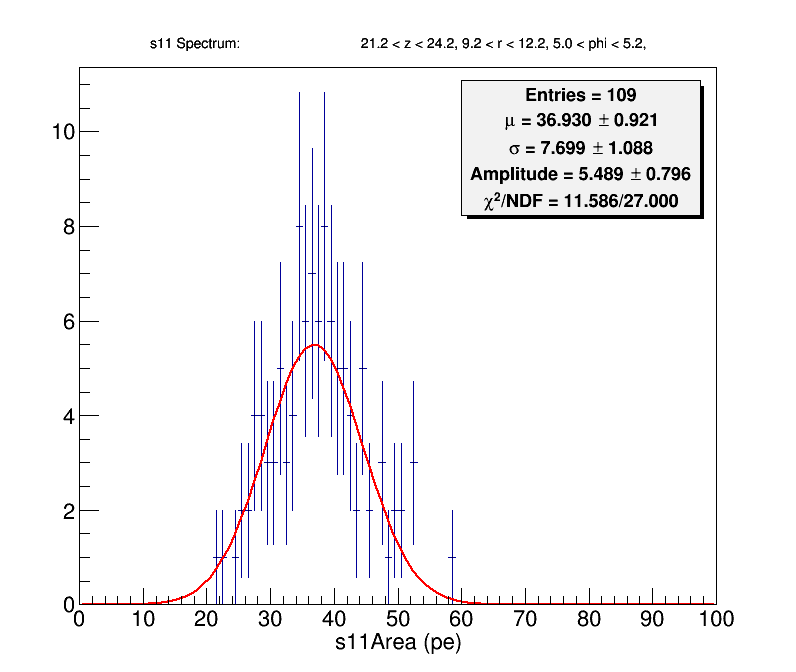 s11 Spectrum: 21.2 < z < 24.2, 9.2 < r < 12.2, 5.0 < phi < 5.2,
Entries = 109
μ = 36.930 ± 0.921
σ = 7.699 ± 1.088
Amplitude = 5.489 ± 0.796
χ²/NDF = 11.586/27.000
10
8
6
4
2
0
0 10 20 30 40 50 60 70 80 90 100
s11Area (pe)